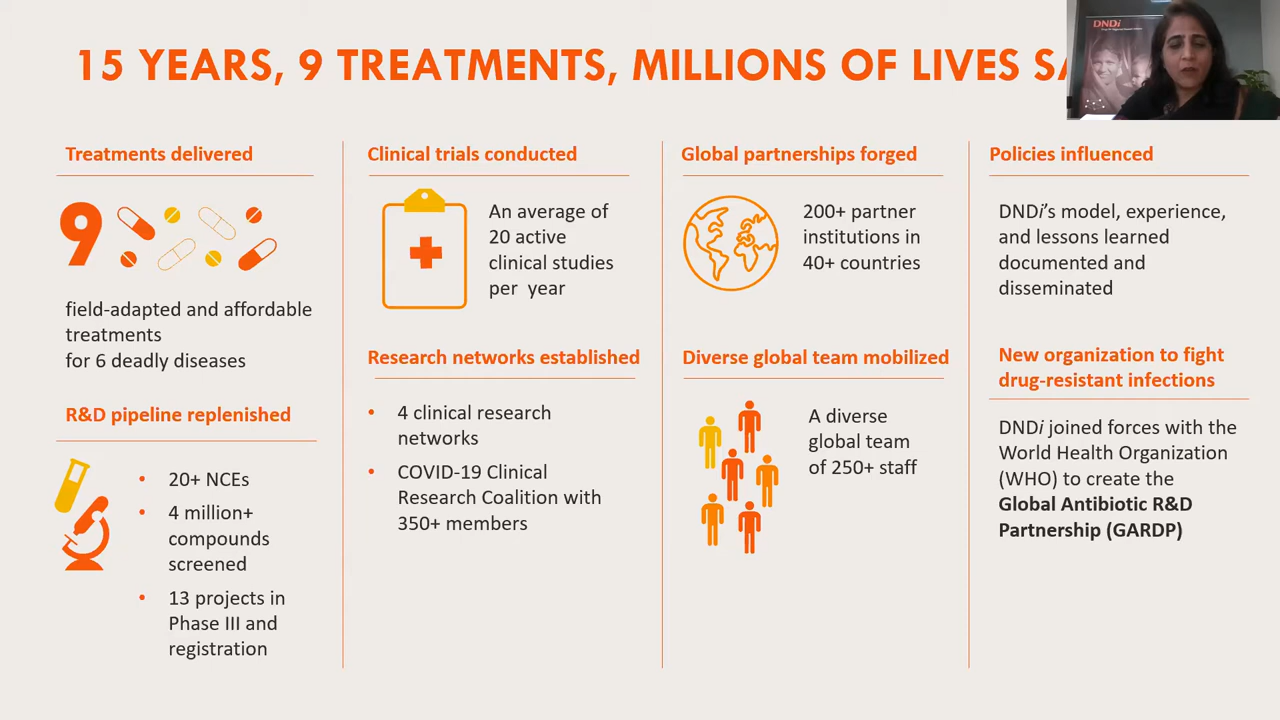 15 YEARS, 9 TREATMENTS, MILLIONS OF LIVES
DNDi
Treatments delivered
9
field-adapted and affordable
treatments
for 6 deadly diseases
R&D pipeline replenished
• 20+ NCEs
• 4 million+
compounds
screened
• 13 projects in
Phase III and
registration
Clinical trials conducted
An average of
20 active
clinical studies
per year
Research networks established
• 4 clinical research
networks
• COVID-19 Clinical
Research Coalition with
350+ members
Global partnerships forged
200+ partner
institutions in
40+ countries
Diverse global team mobilized
A diverse
global team
of 250+ staff
Policies influenced
DNDi’s model, experience,
and lessons learned
documented and
disseminated
New organization to fight
drug-resistant infections
DNDi joined forces with the
World Health Organization
(WHO) to create the
Global Antibiotic R&D
Partnership (GARDP)